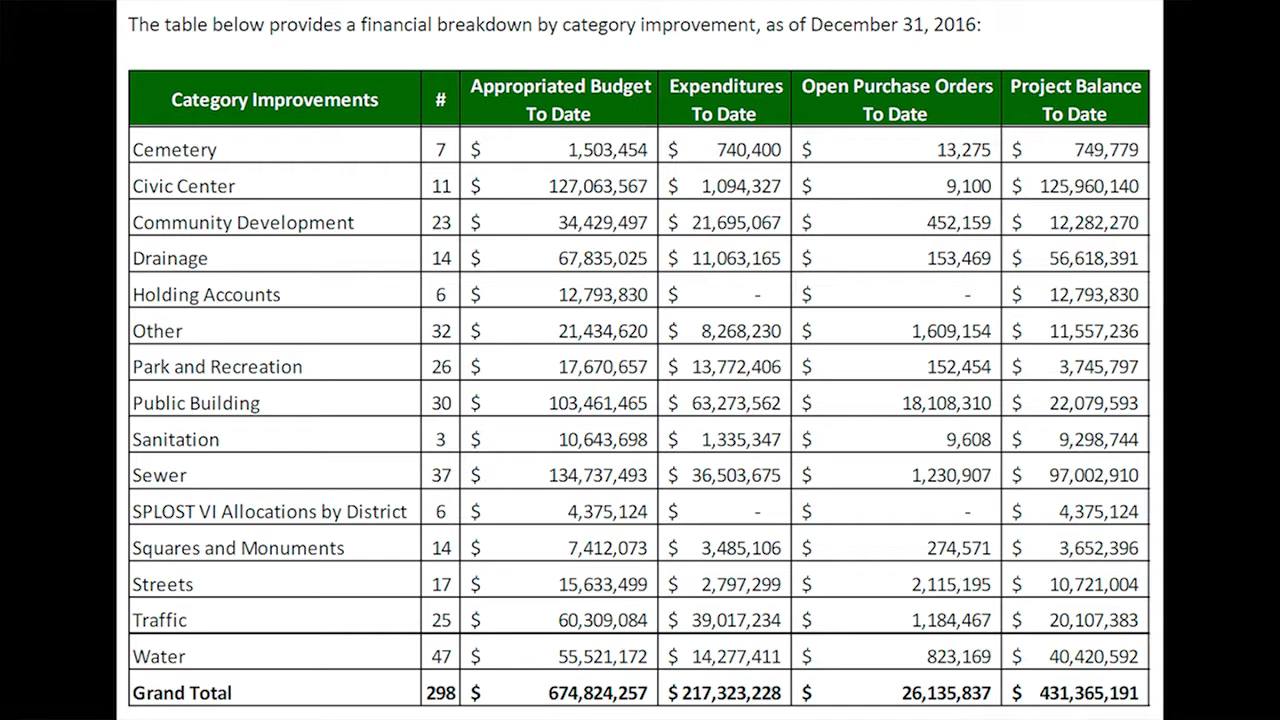 The table below provides a financial breakdown by category improvement, as of December 31, 2016:
Category Improvements # Appropriated Budget To Date Expenditures To Date Open Purchase Orders To Date Project Balance To Date
Cemetery 7 $ 1,503,454 $ 740,400 $ 13,275 $ 749,779
Civic Center 11 $ 127,063,567 $ 1,094,327 $ 9,100 $ 125,960,140
Community Development 23 $ 34,429,497 $ 21,695,067 $ 452,159 $ 12,282,270
Drainage 14 $ 67,835,025 $ 11,063,165 $ 153,469 $ 56,618,391
Holding Accounts 6 $ 12,793,830 $ - $ - $ 12,793,830
Other 32 $ 21,434,620 $ 8,268,230 $ 1,609,154 $ 11,557,236
Park and Recreation 26 $ 17,670,657 $ 13,772,406 $ 152,454 $ 3,745,797
Public Building 30 $ 103,461,465 $ 63,273,562 $ 18,108,310 $ 22,079,593
Sanitation 3 $ 10,643,698 $ 1,335,347 $ 9,608 $ 9,298,744
Sewer 37 $ 134,737,493 $ 36,503,675 $ 1,230,907 $ 97,002,910
SPLOST VI Allocations by District 6 $ 4,375,124 $ - $ - $ 4,375,124
Squares and Monuments 14 $ 7,412,073 $ 3,485,106 $ 274,571 $ 3,652,396
Streets 17 $ 15,633,499 $ 2,797,299 $ 2,115,195 $ 10,721,004
Traffic 25 $ 60,309,084 $ 39,017,234 $ 1,184,467 $ 20,107,383
Water 47 $ 55,521,172 $ 14,277,411 $ 823,169 $ 40,420,592
Grand Total 298 $ 674,824,257 $ 217,323,228 $ 26,135,837 $ 431,365,191